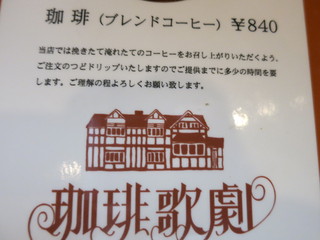 珈琲（ブレンドコーヒー）￥840
当店では挽きたて淹れたてのコーヒーをお召し上がりいただくよう、
ご注文のつどドリップいたしますのでご提供までに多少の時間を要
します。ご理解の程よろしくお願い致します。
珈琲歌劇